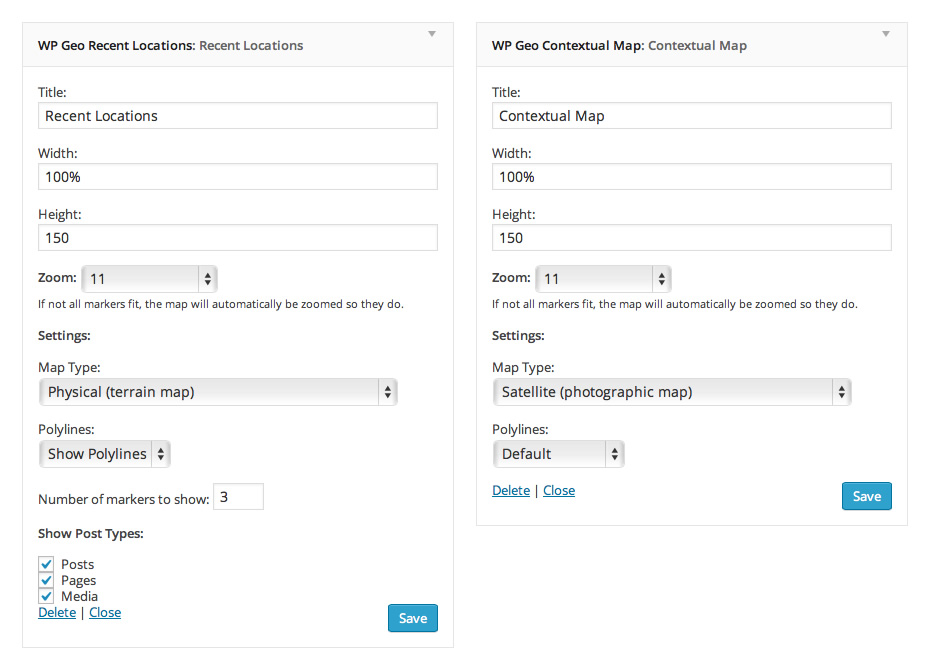 WP Geo Recent Locations: Recent Locations
Title:
Recent Locations
Width:
100%
Height:
150
Zoom: 11
If not all markers fit, the map will automatically be zoomed so they do.
Settings:
Map Type:
Physical (terrain map)
Polylines:
Show Polylines
Number of markers to show: 3
Show Post Types:
Posts
Pages
Media
Delete | Close
Save
WP Geo Contextual Map: Contextual Map
Title:
Contextual Map
Width:
100%
Height:
150
Zoom: 11
If not all markers fit, the map will automatically be zoomed so they do.
Settings:
Map Type:
Satellite (photographic map)
Polylines:
Default
Delete | Close
Save